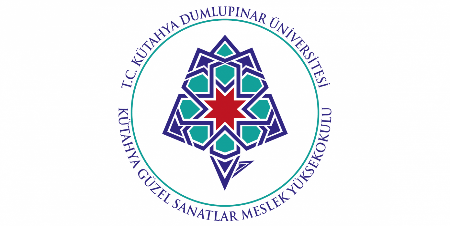 T.C. KÜTAHYA DUMLUPINAR ÜNİVERSİTESİ
KÜTAHYA GÜZEL SANATLAR MESLEK YÜKSEKOKULU